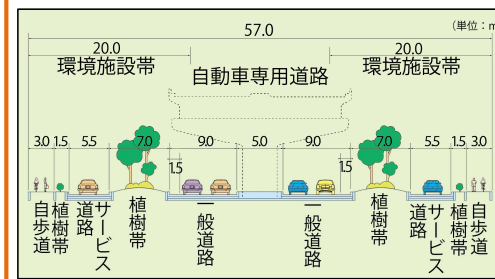 (単位：m
57.0
20.0
20.0
環境施設帯
環境施設帯
自動車専用道路
3.0 1.5 5.5 7.0 9.0 5.0 9.0 7.0 5.5 1.5 3.0
1.5
1.5
自歩道
植樹帯
サービス道路
植樹帯
一般道路
一般道路
植樹帯
サービス道路
植樹帯
自歩道